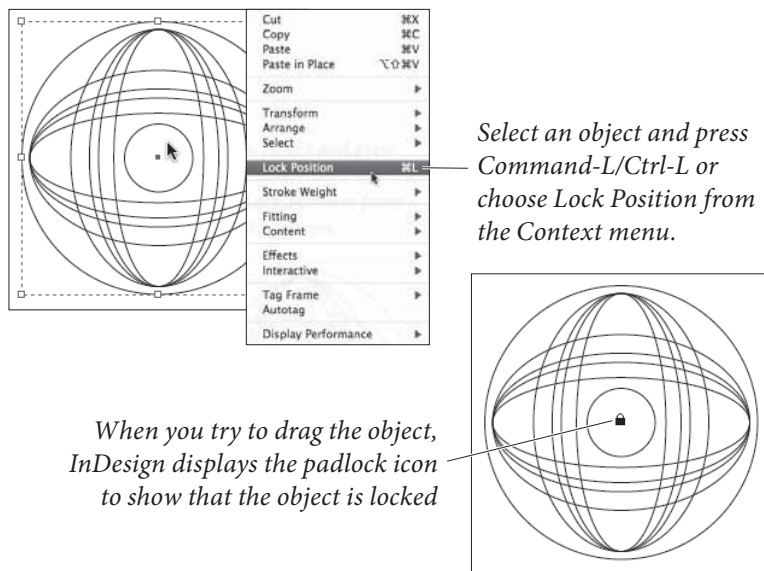 Cut ⌘X
Copy ⌘C
Paste ⌘V
Paste in Place ⌥⇧⌘V
Zoom
Transform
Arrange
Select
Lock Position ⌘L
Stroke Weight
Fitting
Content
Effects
Interactive
Tag Frame
Autotag
Display Performance
Select an object and press
Command-L/Ctrl-L or
choose Lock Position from
the Context menu.
When you try to drag the object,
InDesign displays the padlock icon
to show that the object is locked